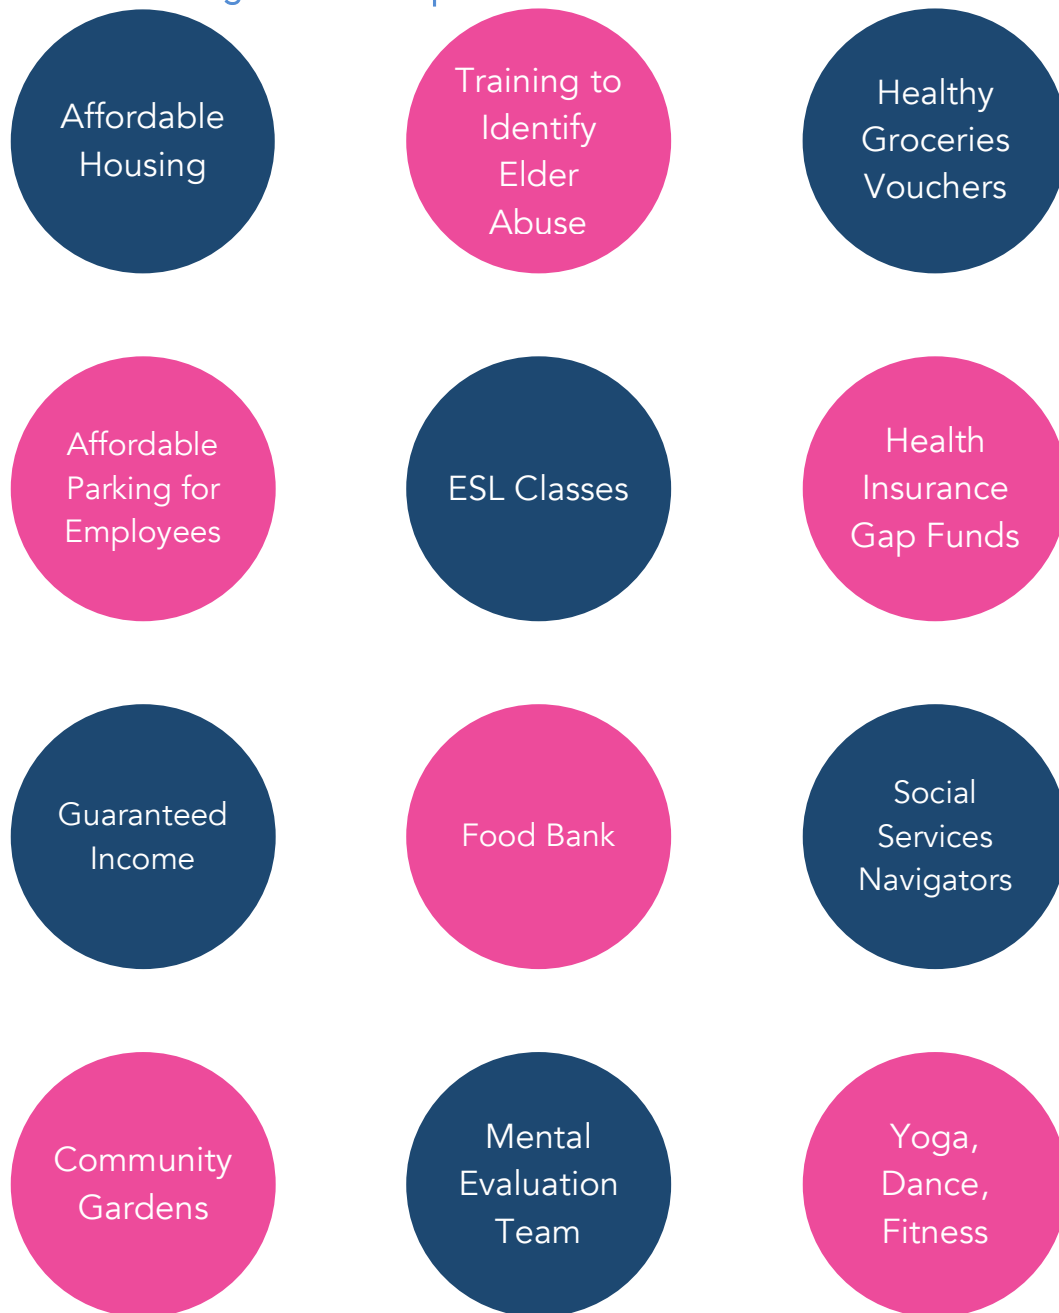 Affordable
Housing
Training to
Identify
Elder
Abuse
Healthy
Groceries
Vouchers
Affordable
Parking for
Employees
ESL Classes
Health
Insurance
Gap Funds
Guaranteed
Income
Food Bank
Social
Services
Navigators
Community
Gardens
Mental
Evaluation
Team
Yoga,
Dance,
Fitness